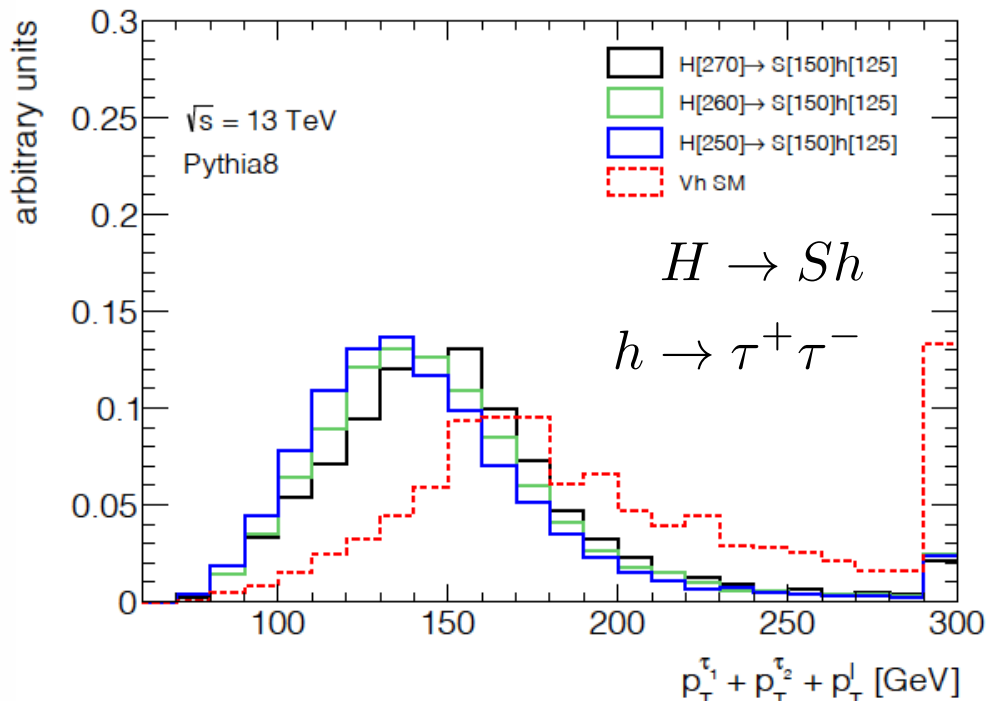 arbitrary units
0.3
0.25
0.2
0.15
0.1
0.05
0
√s = 13 TeV
Pythia8
H[270]→ S[150]h[125]
H[260]→ S[150]h[125]
H[250]→ S[150]h[125]
Vh SM
H → Sh
h → τ⁺τ⁻
100 150 200 250 300
p_T^{τ_1} + p_T^{τ_2} + p_T^l [GeV]